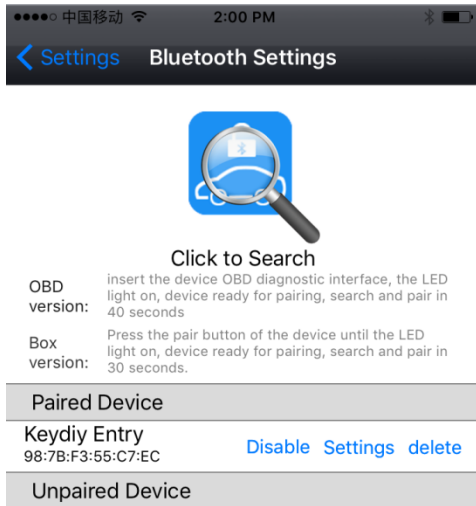 中国移动 2:00 PM
Settings Bluetooth Settings
Click to Search
OBD version: insert the device OBD diagnostic interface, the LED
light on, device ready for pairing, search and pair in
40 seconds
Box version: Press the pair button of the device until the LED
light on, device ready for pairing, search and pair in
30 seconds.
Paired Device
Keydiy Entry
98:7B:F3:55:C7:EC
Disable Settings delete
Unpaired Device